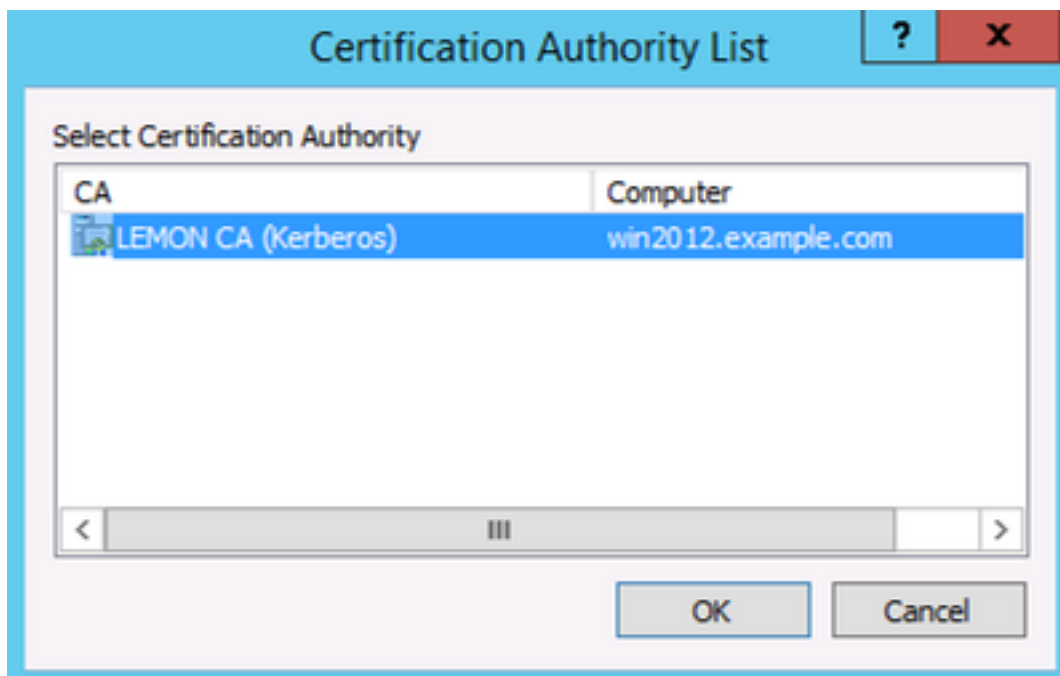 Certification Authority List
? x
Select Certification Authority
CA Computer
LEMON CA (Kerberos) win2012.example.com
OK Cancel